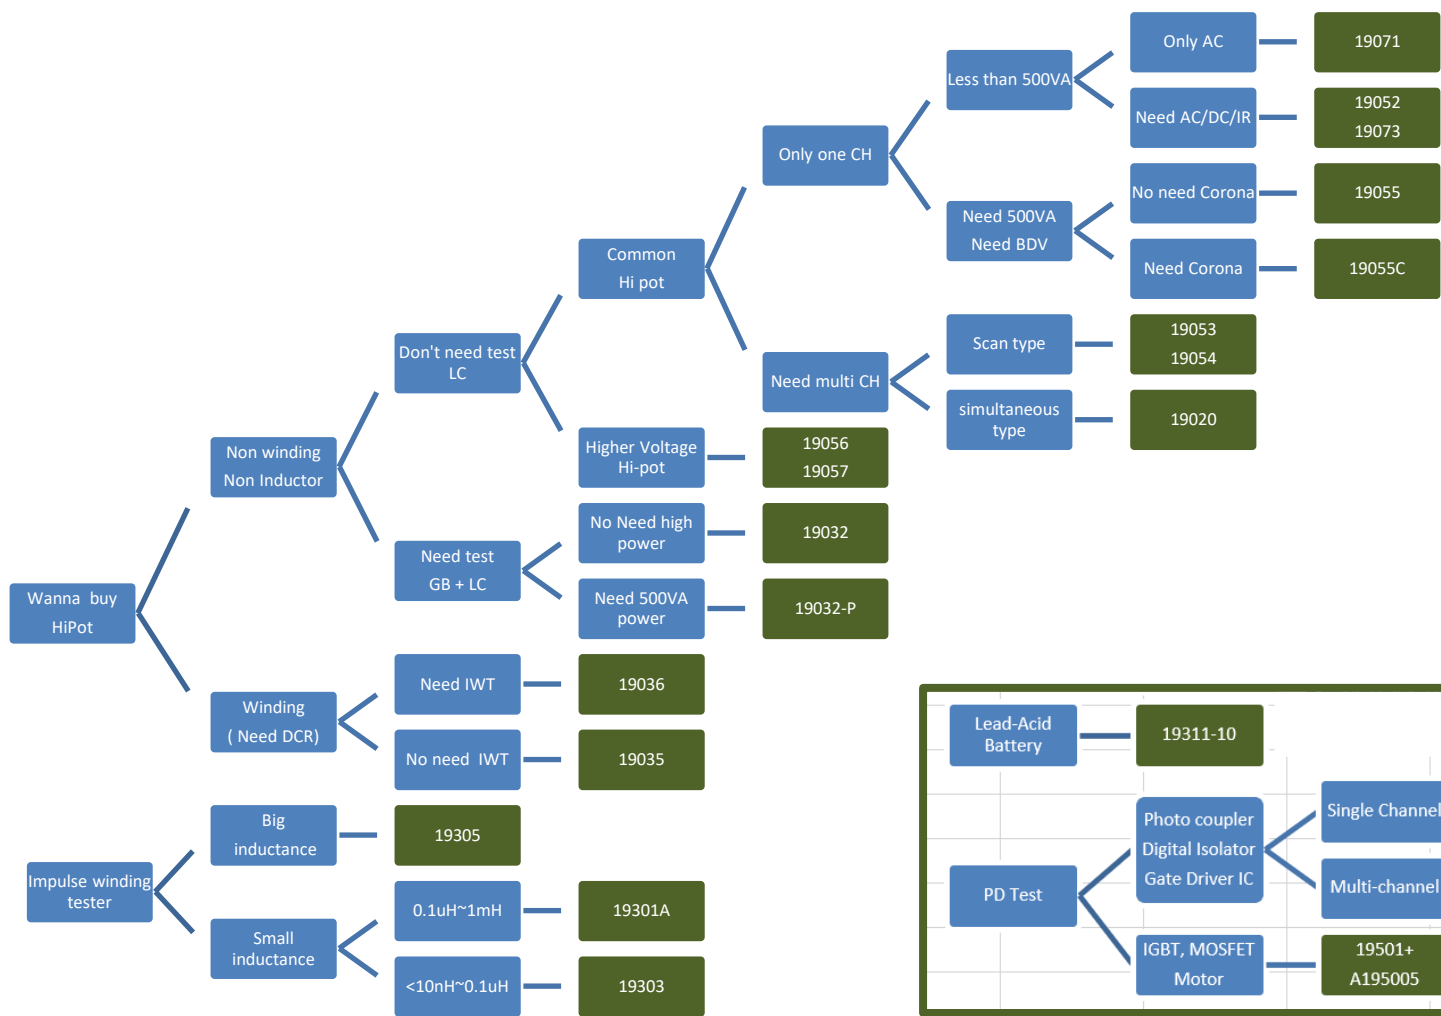 Wanna buy
HiPot
Non winding
Non Inductor
Winding
( Need DCR)
Don't need test
LC
Need test
GB + LC
Need IWT
19036
No need IWT
19035
Common
Hi pot
Higher Voltage
Hi-pot
19056
19057
No Need high
power
19032
Need 500VA
power
19032-P
Only one CH
Need multi CH
Less than 500VA
Need 500VA
Need BDV
Only AC
19071
Need AC/DC/IR
19052
19073
No need Corona
19055
Need Corona
19055C
Scan type
19053
19054
simultaneous
type
19020
Impulse winding
tester
Big
inductance
19305
Small
inductance
0.1uH~1mH
19301A
<10nH~0.1uH
19303
Lead-Acid
Battery
19311-10
PD Test
Photo coupler
Digital Isolator
Gate Driver IC
Single Channel
Multi-channel
IGBT, MOSFET
Motor
19501+
A195005